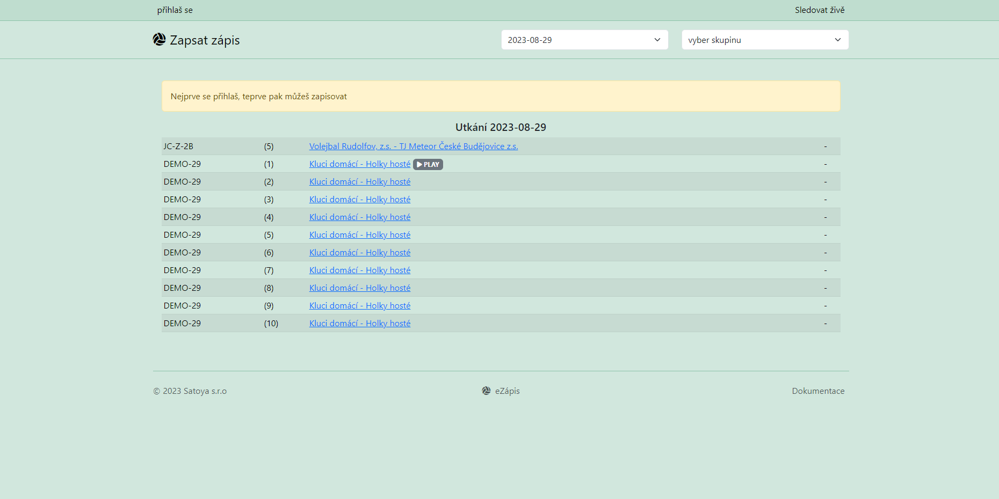 přihlaš se Sledovat živě
Zapsat zápis 2023-08-29 vyber skupinu
Nejprve se přihlaš, teprve pak můžeš zapisovat
Utkání 2023-08-29
JC-Z-2B (5) Volejbal Rudolfov, z.s. - TJ Meteor České Budějovice z.s. -
DEMO-29 (1) Kluci domácí - Holky hosté PLAY -
DEMO-29 (2) Kluci domácí - Holky hosté -
DEMO-29 (3) Kluci domácí - Holky hosté -
DEMO-29 (4) Kluci domácí - Holky hosté -
DEMO-29 (5) Kluci domácí - Holky hosté -
DEMO-29 (6) Kluci domácí - Holky hosté -
DEMO-29 (7) Kluci domácí - Holky hosté -
DEMO-29 (8) Kluci domácí - Holky hosté -
DEMO-29 (9) Kluci domácí - Holky hosté -
DEMO-29 (10) Kluci domácí - Holky hosté -
© 2023 Satoya s.r.o eZápis Dokumentace